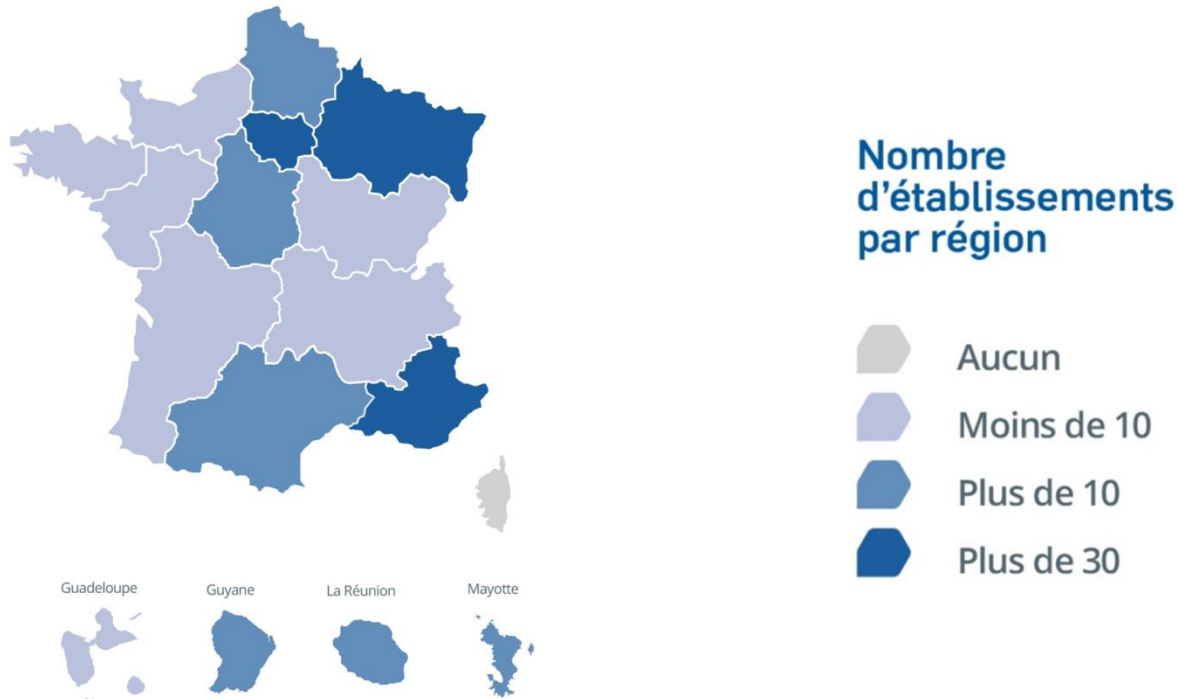 Nombre
d'établissements
par région
Aucun
Moins de 10
Plus de 10
Plus de 30
Guadeloupe
Guyane
La Réunion
Mayotte